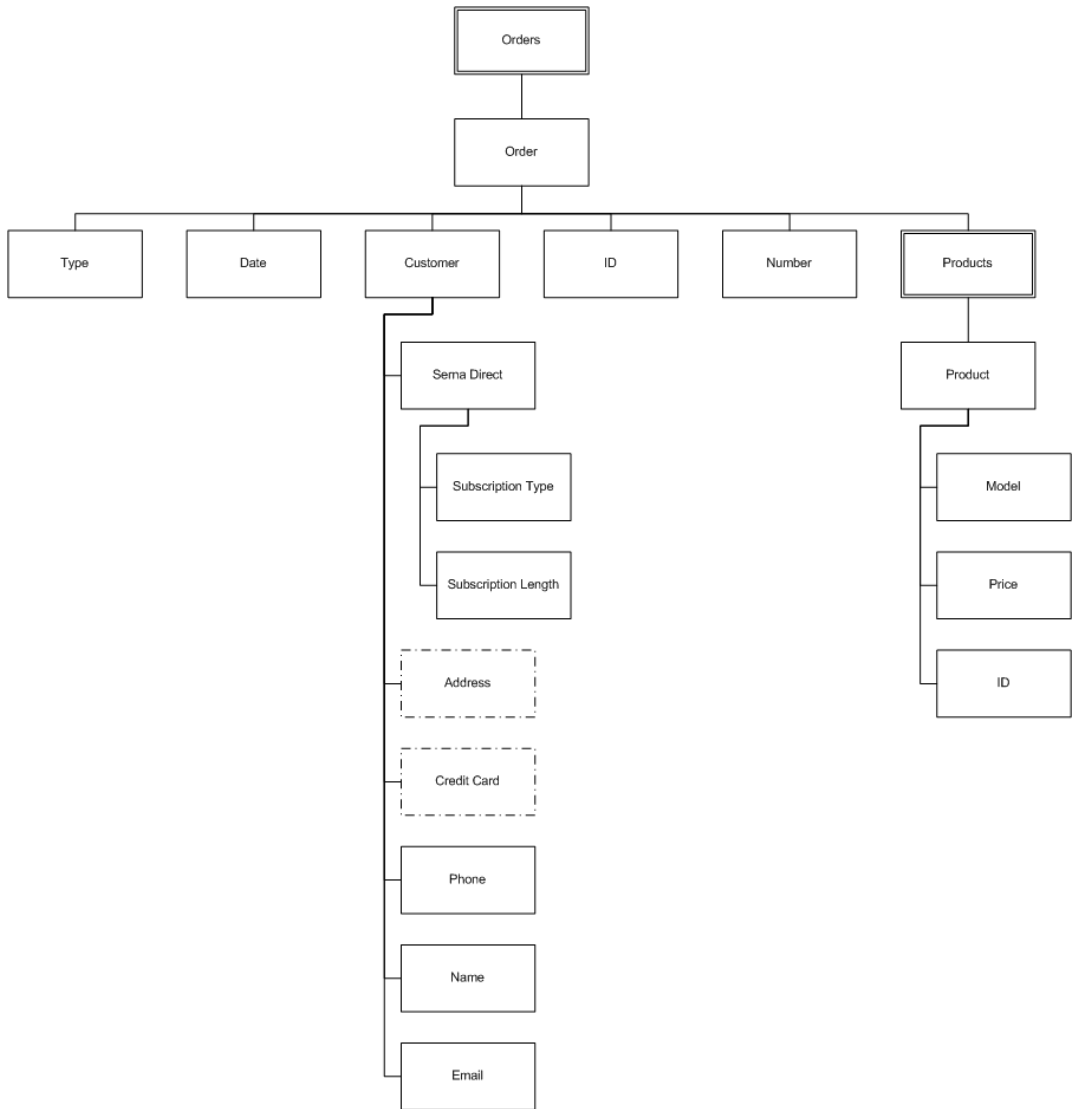 Orders
Order
Type
Date
Customer
ID
Number
Products
Sema Direct
Product
Subscription Type
Model
Subscription Length
Price
Address
ID
Credit Card
Phone
Name
Email